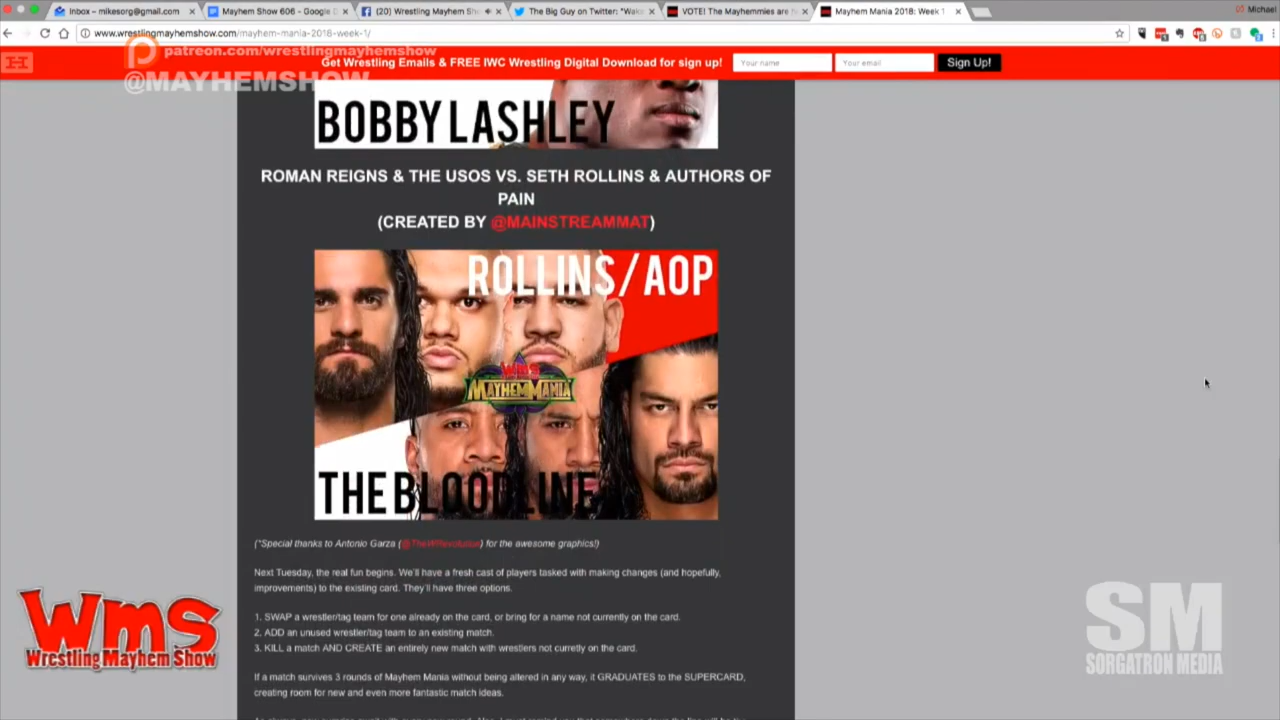 Inbox – mikesorg@gmail.com
Mayhem Show 606 - Google D
(20) Wrestling Mayhem Sh
The Big Guy on Twitter: "Wak
VOTE! The Mayhemmies are h
Mayhem Mania 2018: Week 1
Michael
www.wrestlingmayhemshow.com/mayhem-mania-2018-week-1/
patreon.com/wrestlingmayhemshow
@MAYHEMSHOW
Get Wrestling Emails & FREE IWC Wrestling Digital Download for sign up!
Your name
Your email
Sign Up!
BOBBY LASHLEY
ROMAN REIGNS & THE USOS VS. SETH ROLLINS & AUTHORS OF
PAIN
(CREATED BY @MAINSTREAMMAT)
ROLLINS/AOP
WMS
MAYHEMMANIA
THE BLOODLINE
(*Special thanks to Antonio Garza ( ) for the awesome graphics!)
Next Tuesday, the real fun begins. We'll have a fresh cast of players tasked with making changes (and hopefully,
improvements) to the existing card. They'll have three options.
1. SWAP a wrestler/tag team for one already on the card, or bring for a name not currently on the card.
2. ADD an unused wrestler/tag team to an existing match.
3. KILL a match AND CREATE an entirely new match with wrestlers not curretly on the card.
If a match survives 3 rounds of Mayhem Mania without being altered in any way, it GRADUATES to the SUPERCARD,
creating room for new and even more fantastic match ideas.
wms
Wrestling Mayhem Show
SM
SORGATRON MEDIA